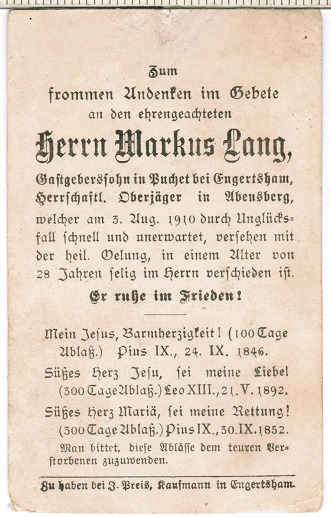 Zum
frommen Andenken im Gebete
an den ehrengeachteten
Herrn Markus Lang,
Gastgeberssohn in Puchet bei Engertsham,
Herrschaftl. Oberjäger in Abensberg,
welcher am 3. Aug. 1910 durch Unglücks-
fall schnell und unerwartet, versehen mit
der heil. Oelung, in einem Alter von
28 Jahren selig im Herrn verschieden ist.
Er ruhe im Frieden!
Mein Jesus, Barmherzigkeit! (100 Tage
Ablaß.) Pius IX., 24. IX. 1846.
Süßes Herz Jesu, sei meine Liebe!
(300 Tage Ablaß.) Leo XIII., 21. V. 1892.
Süßes Herz Mariä, sei meine Rettung!
(300 Tage Ablaß.) Pius IX., 30. IX. 1852.
Man bittet, diese Ablässe dem teuren Ver-
storbenen zuzuwenden.
Zu haben bei J. Preis, Kaufmann in Engertsham.